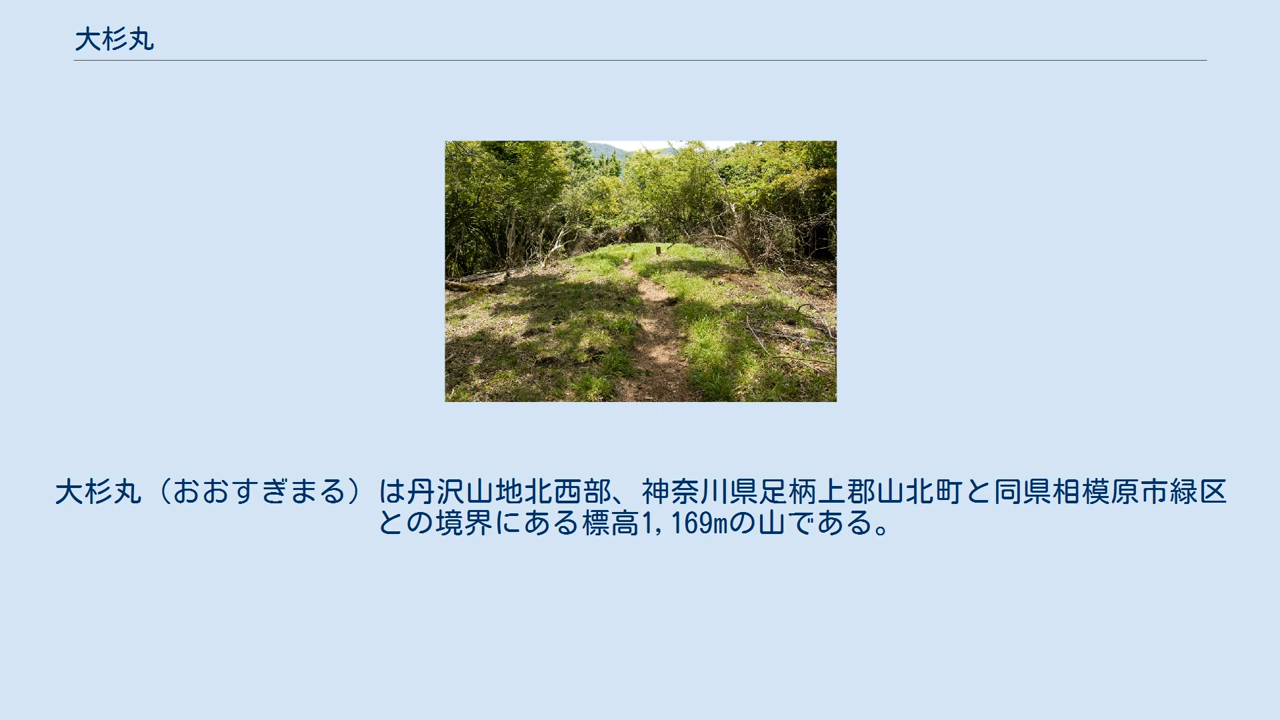 大杉丸
大杉丸（おおすぎまる）は丹沢山地北西部、神奈川県足柄上郡山北町と同県相模原市緑区
との境界にある標高1,169mの山である。